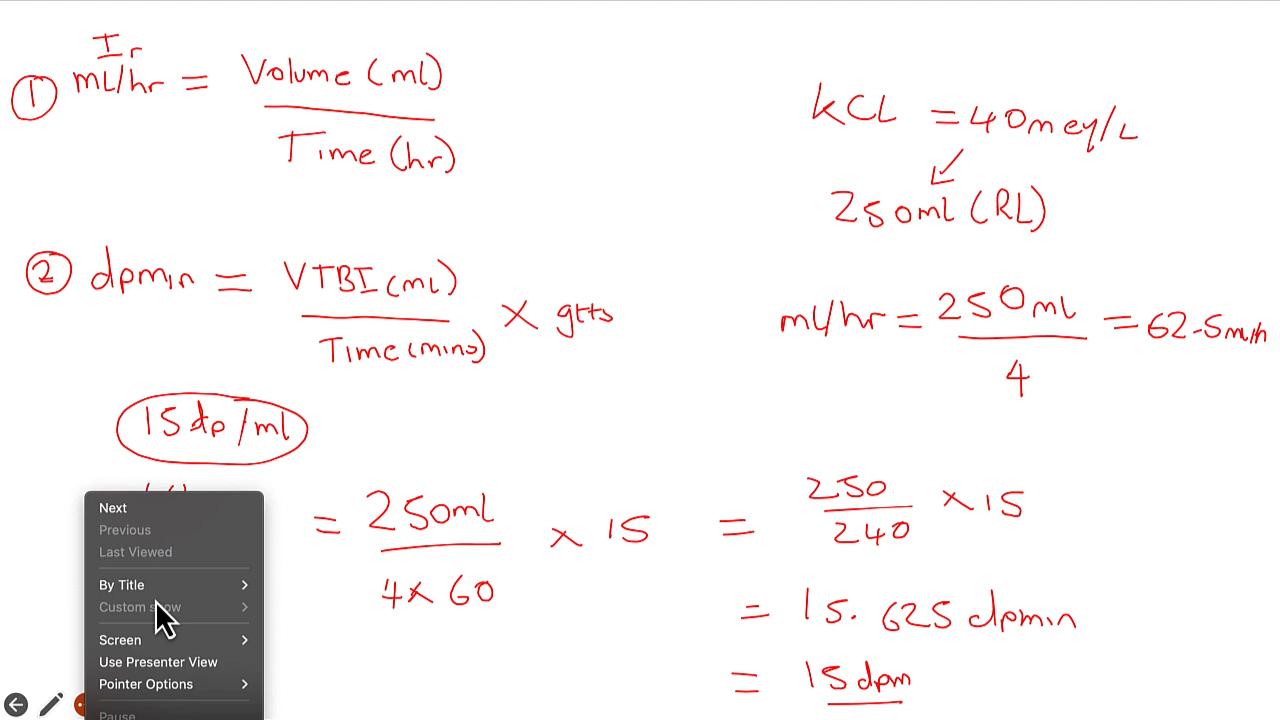 Ir
① ml/hr = Volume (ml)
Time (hr)
② dpmin = VTBI (ml)
Time (mins) × gtts
15dp/ml
= 250ml
4 × 60
× 15
kCL = 40meq/L
250ml (RL)
ml/hr = 250ml
4
= 62.5ml/h
= 250
240
× 15
= 15.625 dpmin
= 15dpm
Next
Previous
Last Viewed
By Title
Custom show
Screen
Use Presenter View
Pointer Options
Pause